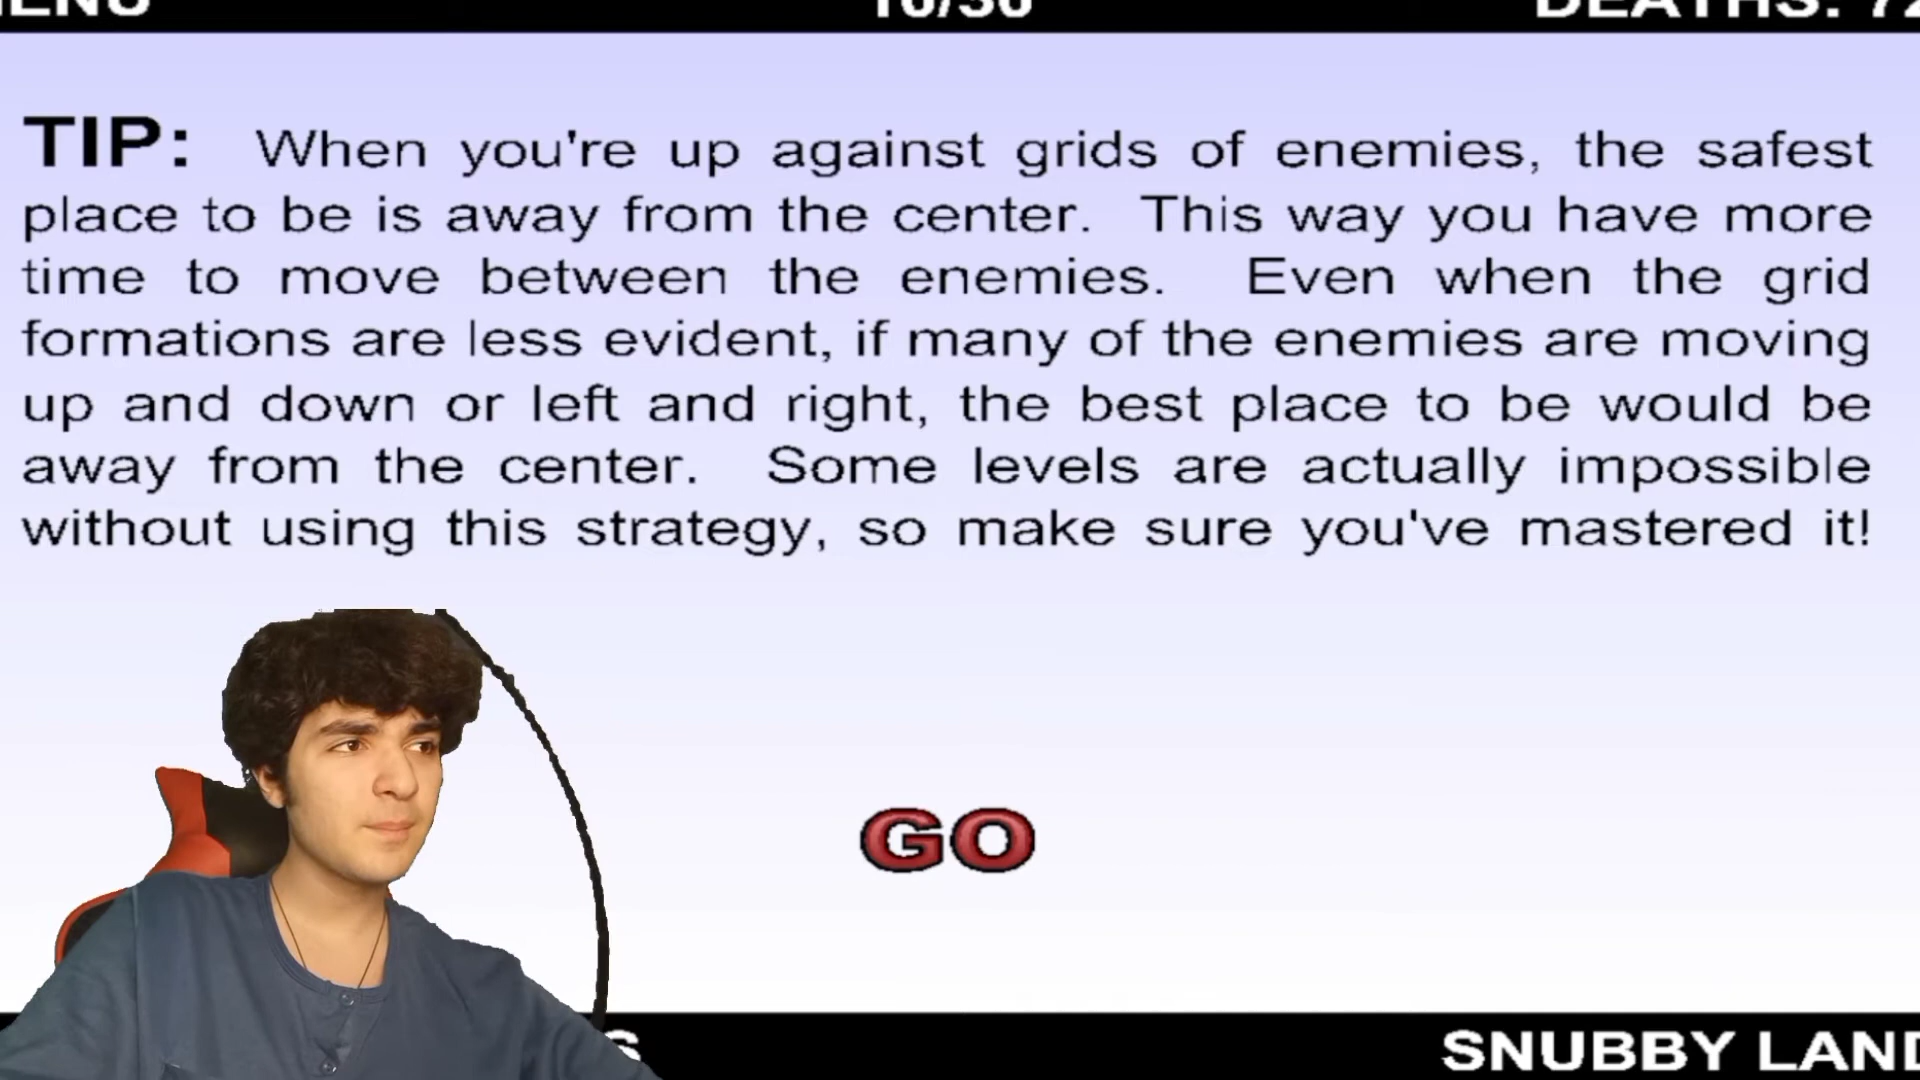 TIP: When you're up against grids of enemies, the safest
place to be is away from the center. This way you have more
time to move between the enemies. Even when the grid
formations are less evident, if many of the enemies are moving
up and down or left and right, the best place to be would be
away from the center. Some levels are actually impossible
without using this strategy, so make sure you've mastered it!
GO
SNUBBY LAND